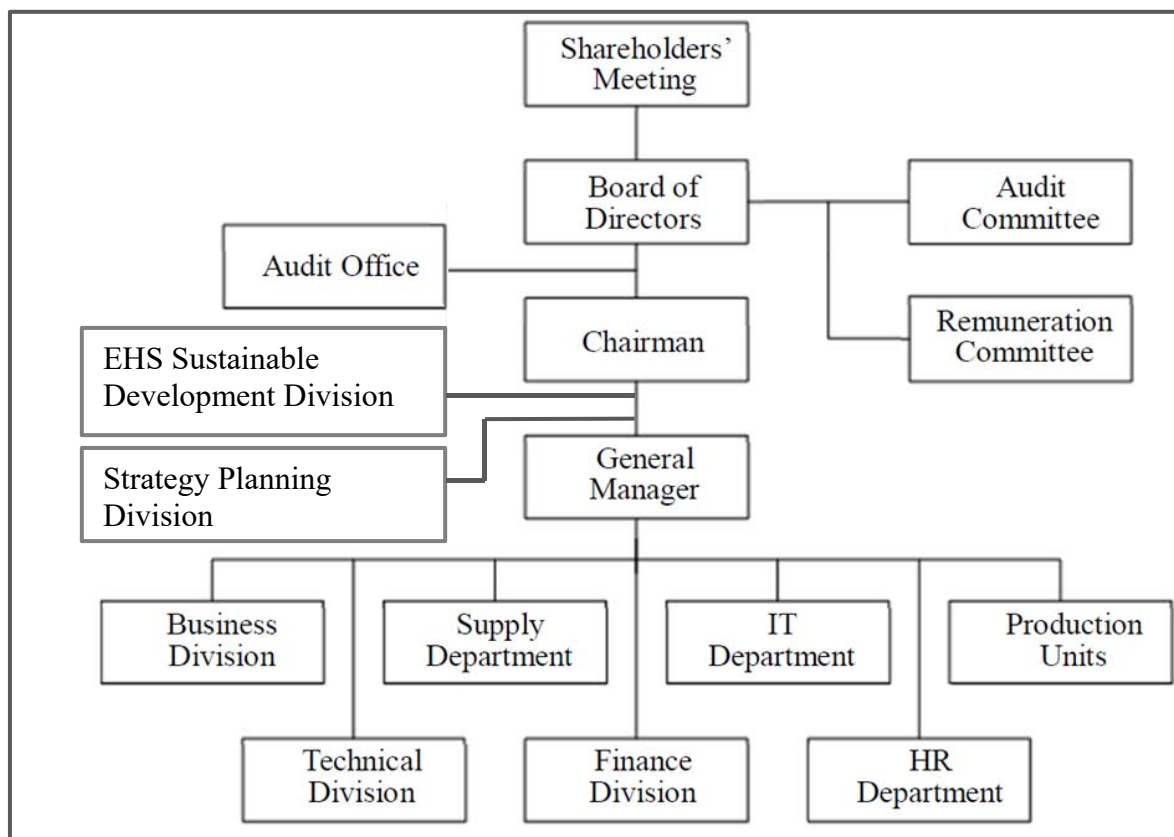 Shareholders’
Meeting
Board of
Directors
Audit
Committee
Audit Office
Remuneration
Committee
Chairman
EHS Sustainable
Development Division
General
Manager
Strategy Planning
Division
Business
Division
Supply
Department
IT
Department
Production
Units
Technical
Division
Finance
Division
HR
Department